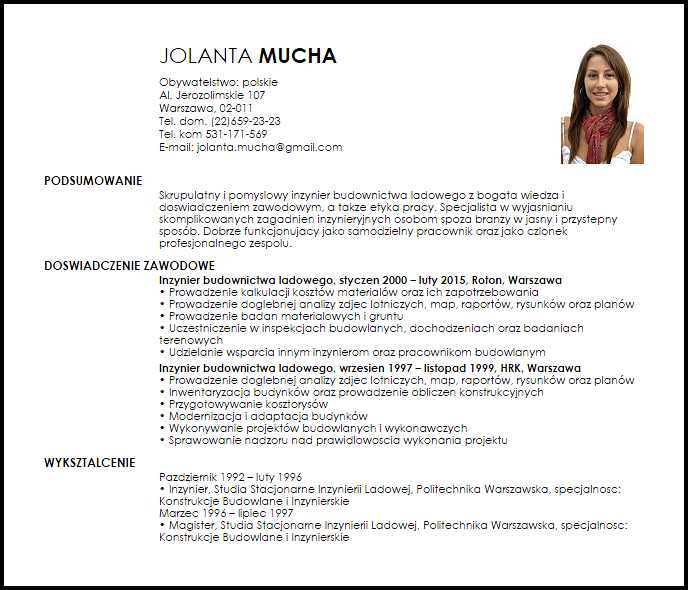 JOLANTA MUCHA
Obywatelstwo: polskie
Al. Jerozolimskie 107
Warszawa, 02-011
Tel. dom. (22)659-23-23
Tel. kom 531-171-569
E-mail: jolanta.mucha@gmail.com
PODSUMOWANIE
Skrupulatny i pomyslowy inzynier budownictwa ladowego z bogata wiedza i
doswiadczeniem zawodowym, a takze etyka pracy. Specjalista w wyjasnianiu
skomplikowanych zagadnien inzynieryjnych osobom spoza branzy w jasny i przystepny
sposób. Dobrze funkcjonujacy jako samodzielny pracownik oraz jako czlonek
profesjonalnego zespolu.
DOSWIADCZENIE ZAWODOWE
Inzynier budownictwa ladowego, styczen 2000 – luty 2015, Roton, Warszawa
• Prowadzenie kalkulacji kosztów materialów oraz ich zapotrzebowania
• Prowadzenie doglebnej analizy zdjec lotniczych, map, raportów, rysunków oraz planów
• Prowadzenie badan materialowych i gruntu
• Uczestniczenie w inspekcjach budowlanych, dochodzeniach oraz badaniach
terenowych
• Udzielanie wsparcia innym inzynierom oraz pracownikom budowlanym
Inzynier budownictwa ladowego, wrzesien 1997 – listopad 1999, HRK, Warszawa
• Prowadzenie doglebnej analizy zdjec lotniczych, map, raportów, rysunków oraz planów
• Inwentaryzacja budynków oraz prowadzenie obliczen konstrukcyjnych
• Przygotowywanie kosztorysów
• Modernizacja i adaptacja budynków
• Wykonywanie projektów budowlanych i wykonawczych
• Sprawowanie nadzoru nad prawidlowoscia wykonania projektu
WYKSZTALCENIE
Pazdziernik 1992 – luty 1996
• Inzynier, Studia Stacjonarne Inzynierii Ladowej, Politechnika Warszawska, specjalnosc:
Konstrukcje Budowlane i Inzynierskie
Marzec 1996 – lipiec 1997
• Magister, Studia Stacjonarne Inzynierii Ladowej, Politechnika Warszawska, specjalnosc:
Konstrukcje Budowlane i Inzynierskie